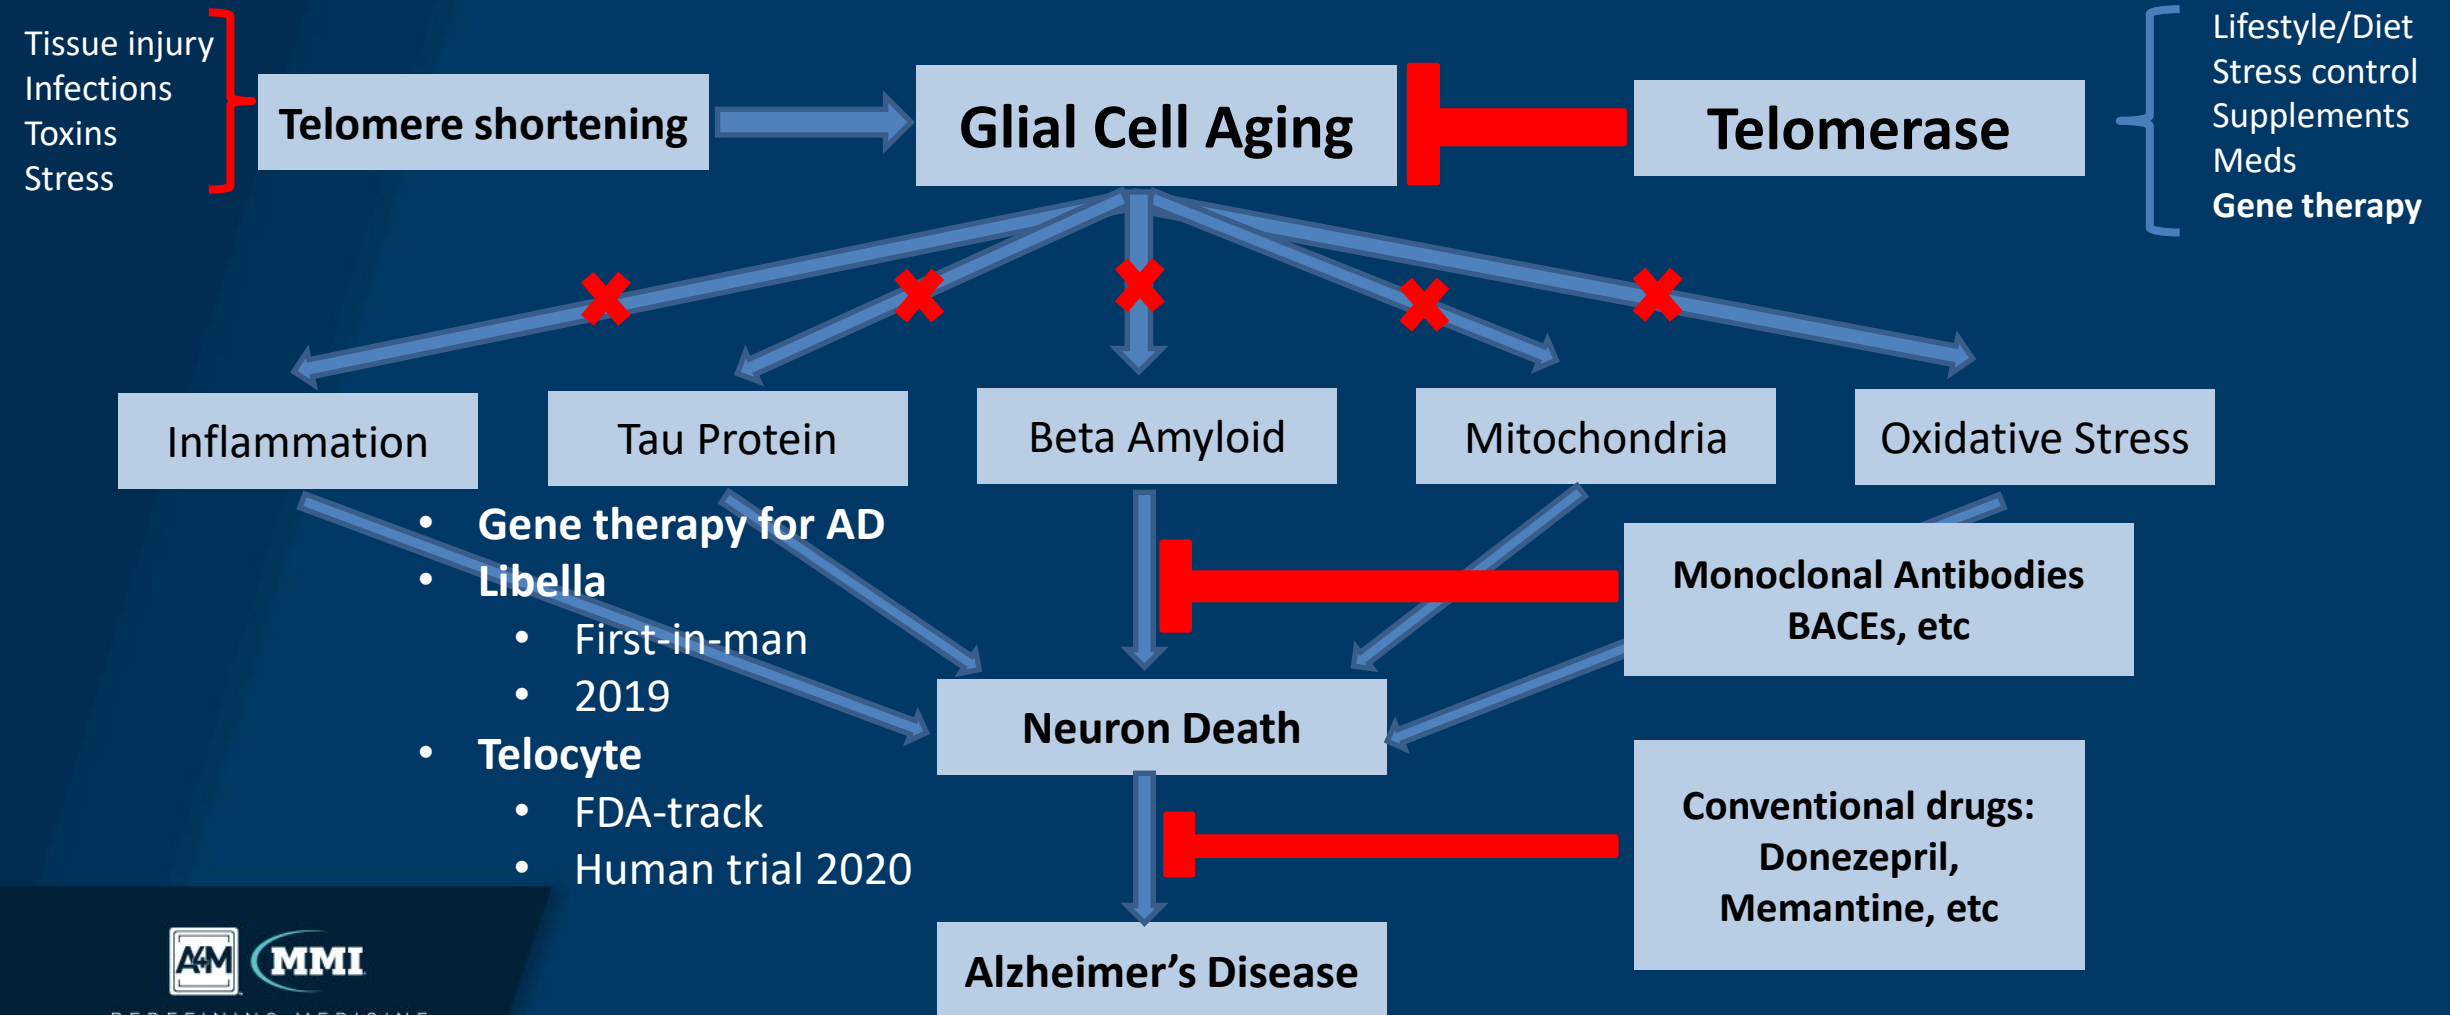 Tissue injury
Infections
Toxins
Stress
Telomere shortening
Glial Cell Aging
Telomerase
Lifestyle/Diet
Stress control
Supplements
Meds
Gene therapy
Inflammation
Tau Protein
Beta Amyloid
Mitochondria
Oxidative Stress
• Gene therapy for AD
• Libella
• First-in-man
• 2019
• Telocyte
• FDA-track
• Human trial 2020
Monoclonal Antibodies
BACEs, etc
Neuron Death
Conventional drugs:
Donezepril,
Memantine, etc
Alzheimer’s Disease
A4M MMI
REDEFINING MEDICINE